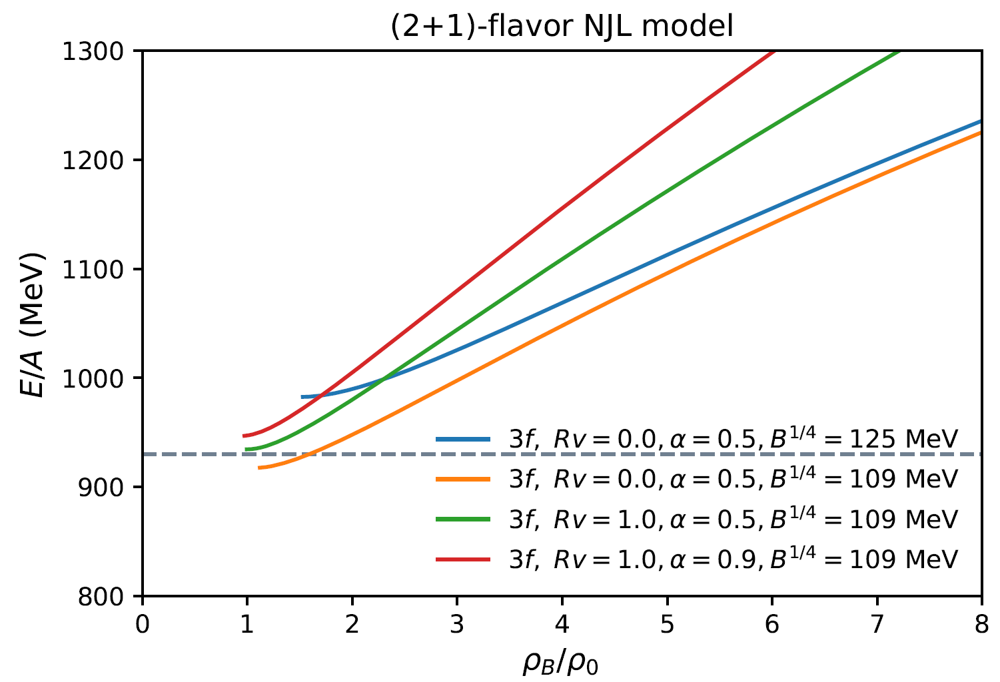 (2+1)-flavor NJL model
1300
1200
1100
1000
900
800
E/A (MeV)
3f, Rv = 0.0, α = 0.5, B^{1/4} = 125 MeV
3f, Rv = 0.0, α = 0.5, B^{1/4} = 109 MeV
3f, Rv = 1.0, α = 0.5, B^{1/4} = 109 MeV
3f, Rv = 1.0, α = 0.9, B^{1/4} = 109 MeV
0 1 2 3 4 5 6 7 8
ρ_B/ρ_0